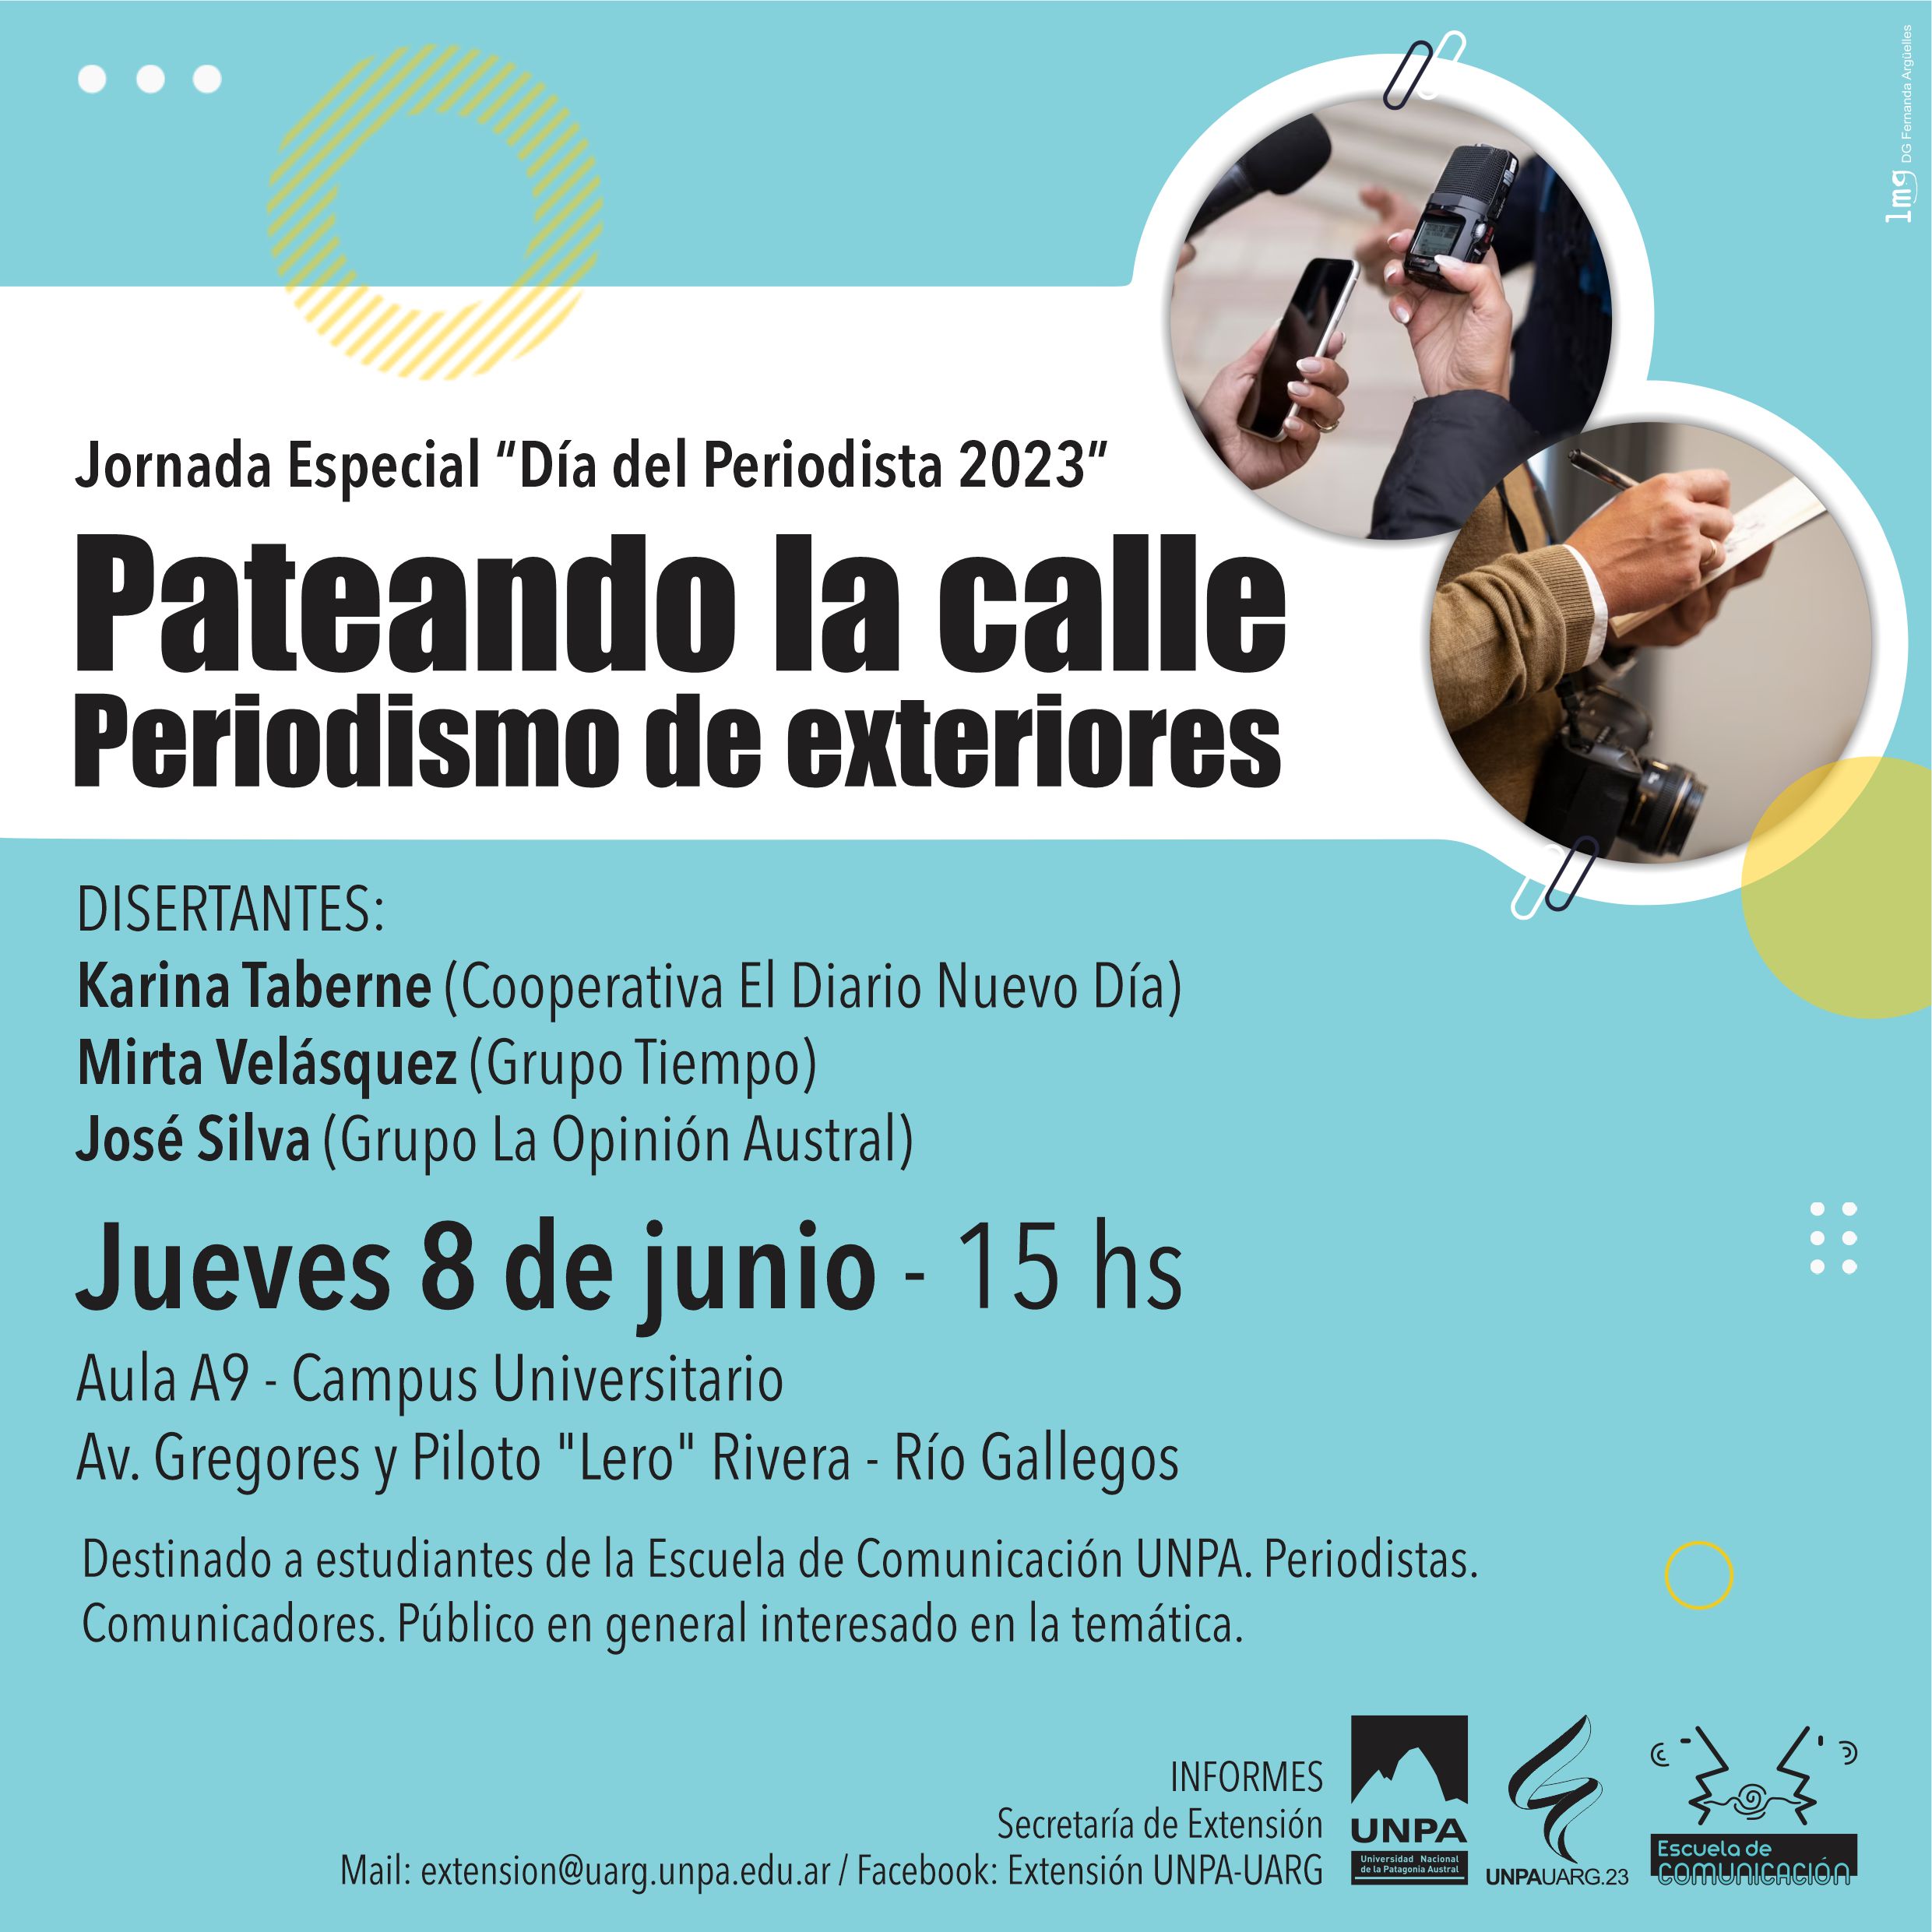 lmg DG Fernanda Argüelles
Jornada Especial “Día del Periodista 2023”
Pateando la calle
Periodismo de exteriores
DISERTANTES:
Karina Taberne (Cooperativa El Diario Nuevo Día)
Mirta Velásquez (Grupo Tiempo)
José Silva (Grupo La Opinión Austral)
Jueves 8 de junio - 15 hs
Aula A9 - Campus Universitario
Av. Gregores y Piloto "Lero" Rivera - Río Gallegos
Destinado a estudiantes de la Escuela de Comunicación UNPA. Periodistas.
Comunicadores. Público en general interesado en la temática.
INFORMES
Secretaría de Extensión
Mail: extension@uarg.unpa.edu.ar / Facebook: Extensión UNPA-UARG
UNPA
Universidad Nacional
de la Patagonia Austral
UNPAUARG.23
Escuela de
COMUNICACIÓN